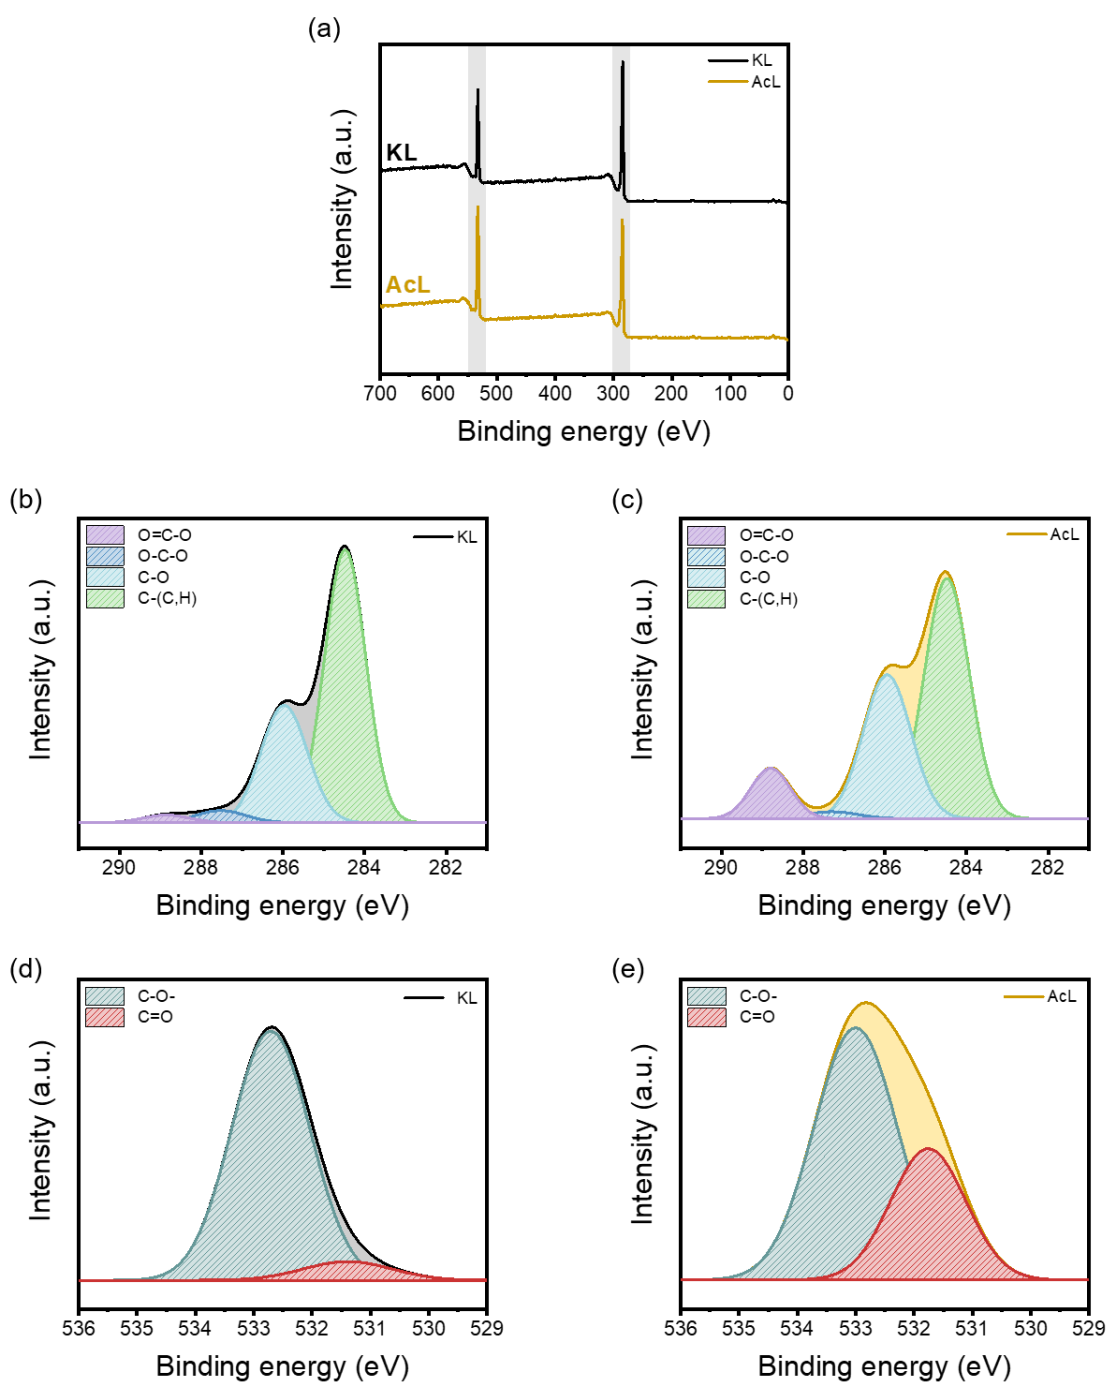 (a)
KL
AcL
KL
AcL
Intensity (a.u.)
700 600 500 400 300 200 100 0
Binding energy (eV)
(b)
O=C-O
O-C-O
C-O
C-(C,H)
KL
Intensity (a.u.)
290 288 286 284 282
Binding energy (eV)
(c)
O=C-O
O-C-O
C-O
C-(C,H)
AcL
Intensity (a.u.)
290 288 286 284 282
Binding energy (eV)
(d)
C-O-
C=O
KL
Intensity (a.u.)
536 535 534 533 532 531 530 529
Binding energy (eV)
(e)
C-O-
C=O
AcL
Intensity (a.u.)
536 535 534 533 532 531 530 529
Binding energy (eV)